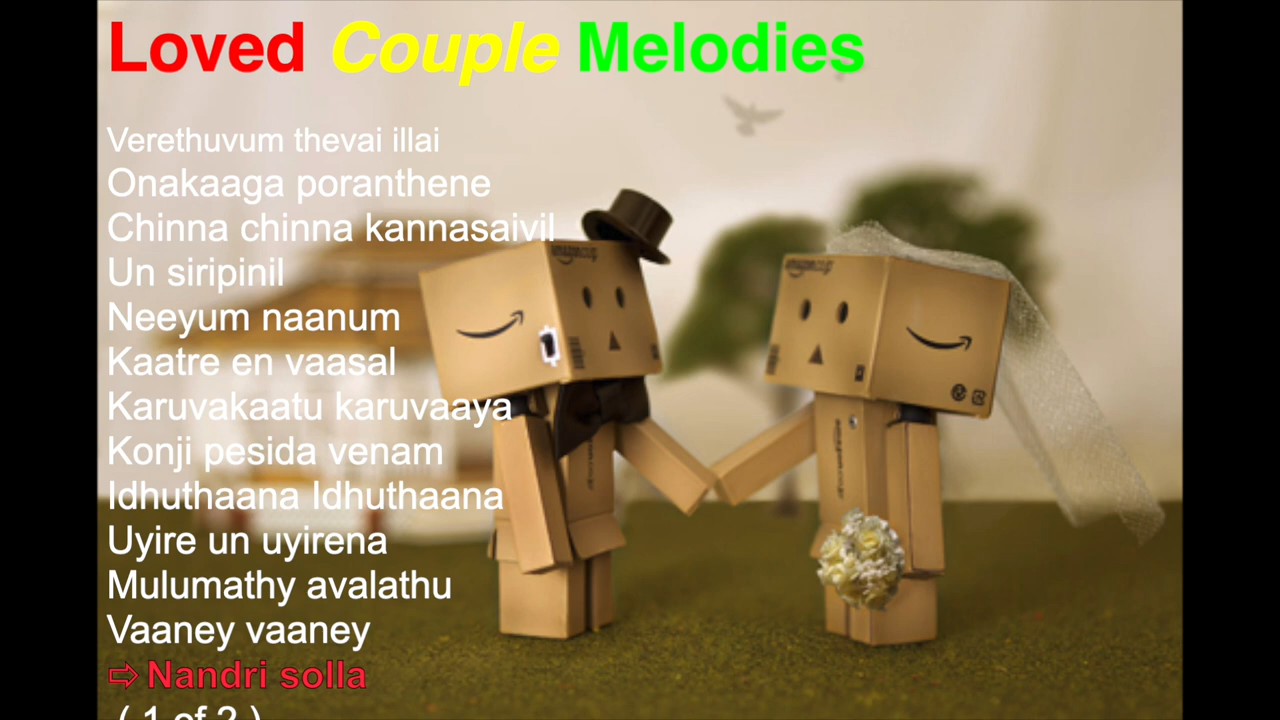 Loved Couple Melodies
Verethuvum thevai illai
Onakaaga poranthene
Chinna chinna kannasaivil
Un siripinil
Neeyum naanum
Kaatre en vaasal
Karuvakaatu karuvaaya
Konji pesida venam
Idhuthaana Idhuthaana
Uyire un uyirena
Mulumathy avalathu
Vaaney vaaney
⇨ Nandri solla
( 1 of 2 )